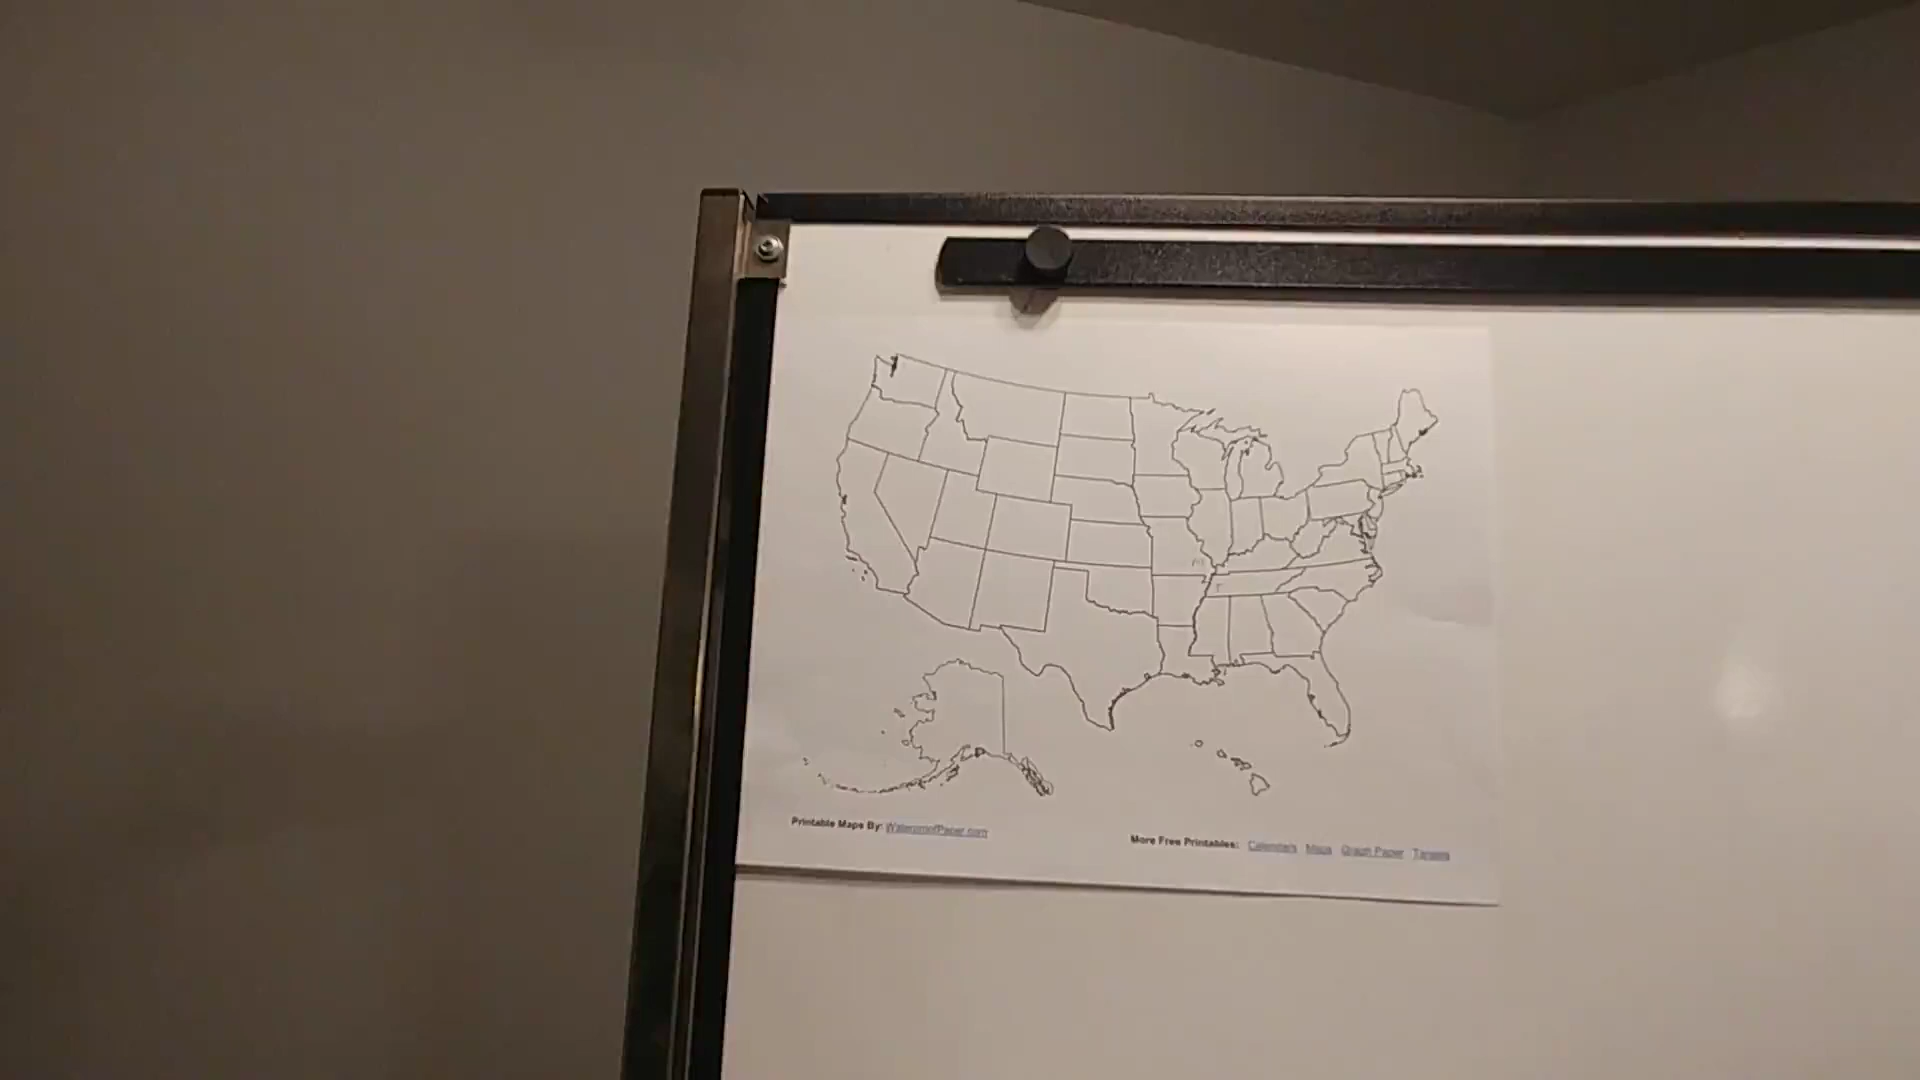 Printable Maps By: WaterproofPaper.com
More Free Printables: Calendars Maps Graph Paper Targets